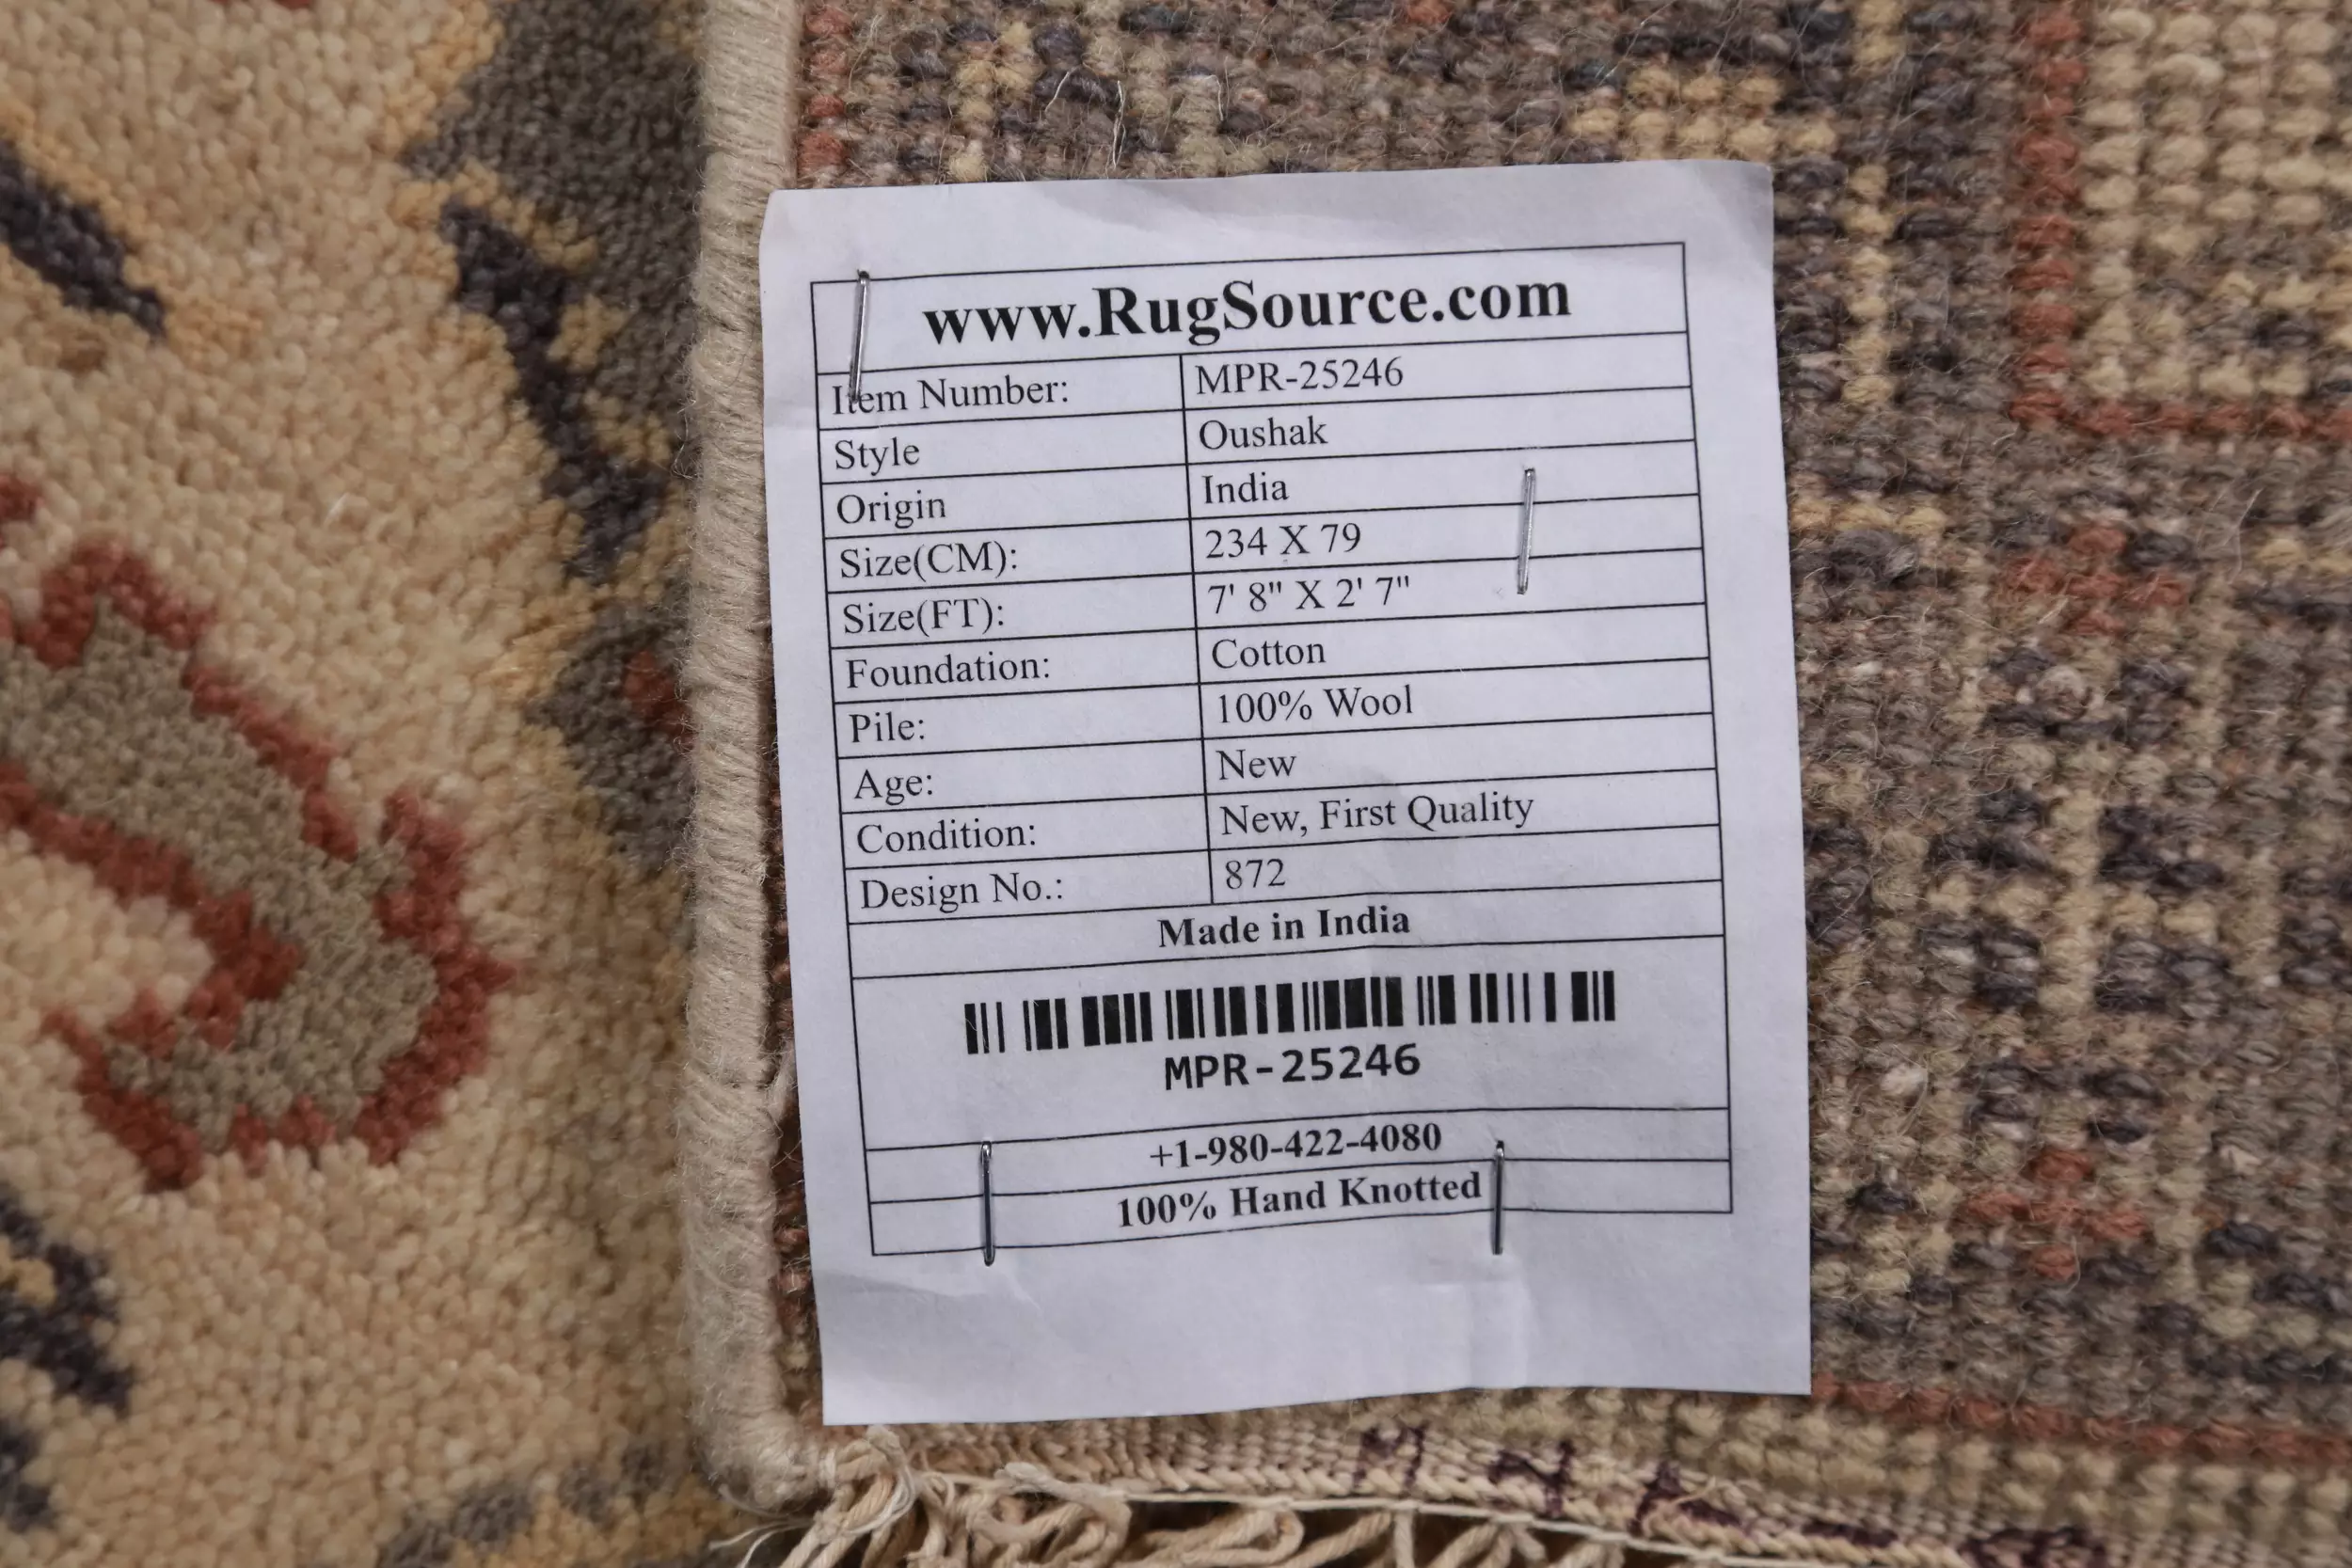 www.RugSource.com
Item Number: MPR-25246
Style Oushak
Origin India
Size(CM): 234 X 79
Size(FT): 7' 8" X 2' 7"
Foundation: Cotton
Pile: 100% Wool
Age: New
Condition: New, First Quality
Design No.: 872
Made in India
MPR-25246
+1-980-422-4080
100% Hand Knotted